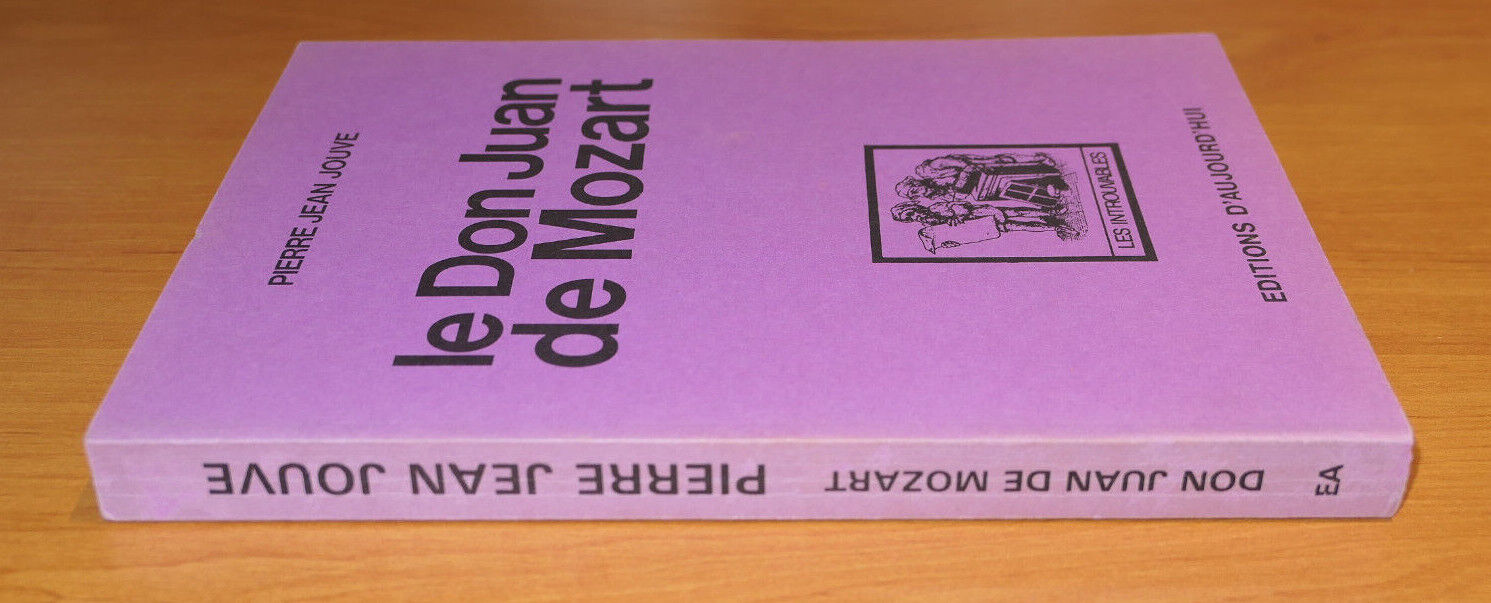 PIERRE JEAN JOUVE
le Don Juan
de Mozart
LES INTROUVABLES
EDITIONS D'AUJOURD'HUI
EA
DON JUAN DE MOZART
PIERRE JEAN JOUVE